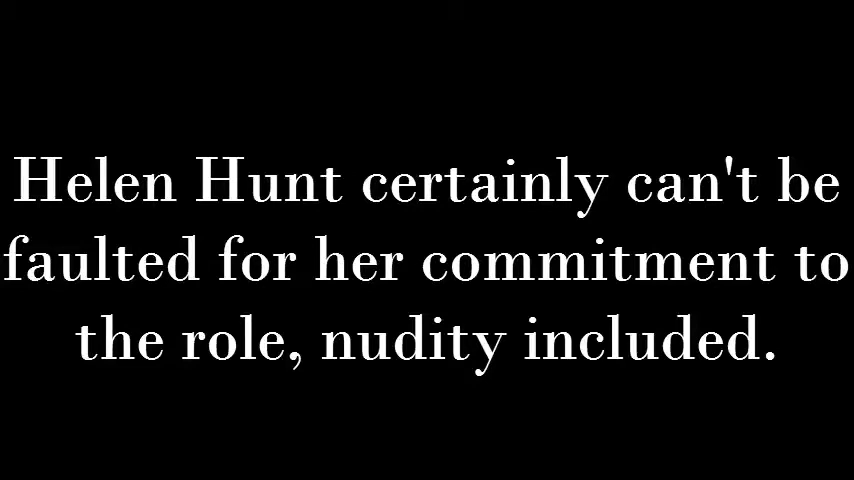 Helen Hunt certainly can't be
faulted for her commitment to
the role, nudity included.